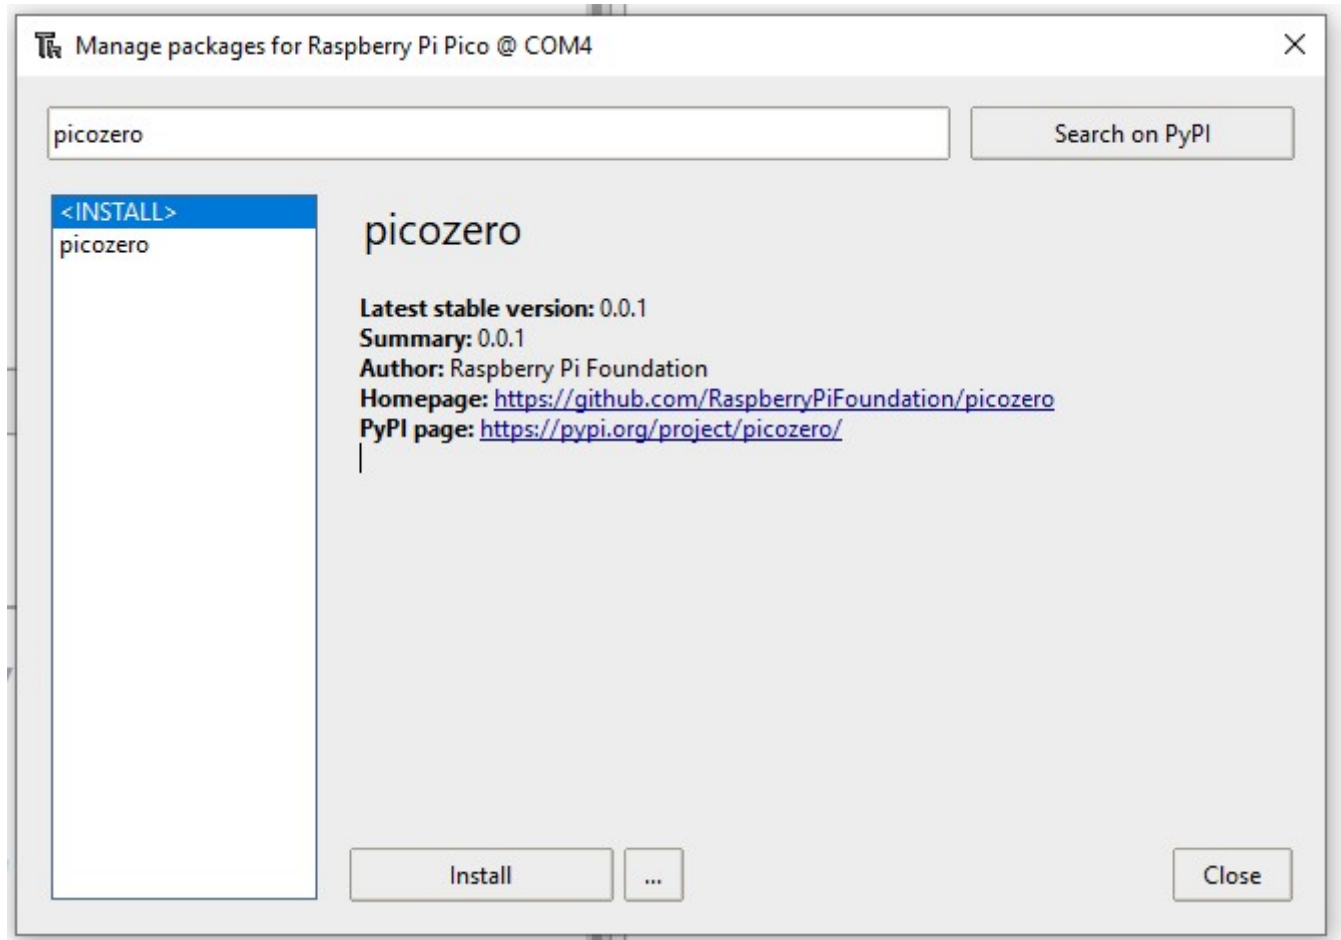 Manage packages for Raspberry Pi Pico @ COM4
picozero
Search on PyPI
<INSTALL>
picozero
picozero
Latest stable version: 0.0.1
Summary: 0.0.1
Author: Raspberry Pi Foundation
Homepage: https://github.com/RaspberryPiFoundation/picozero
PyPI page: https://pypi.org/project/picozero/
Install
...
Close